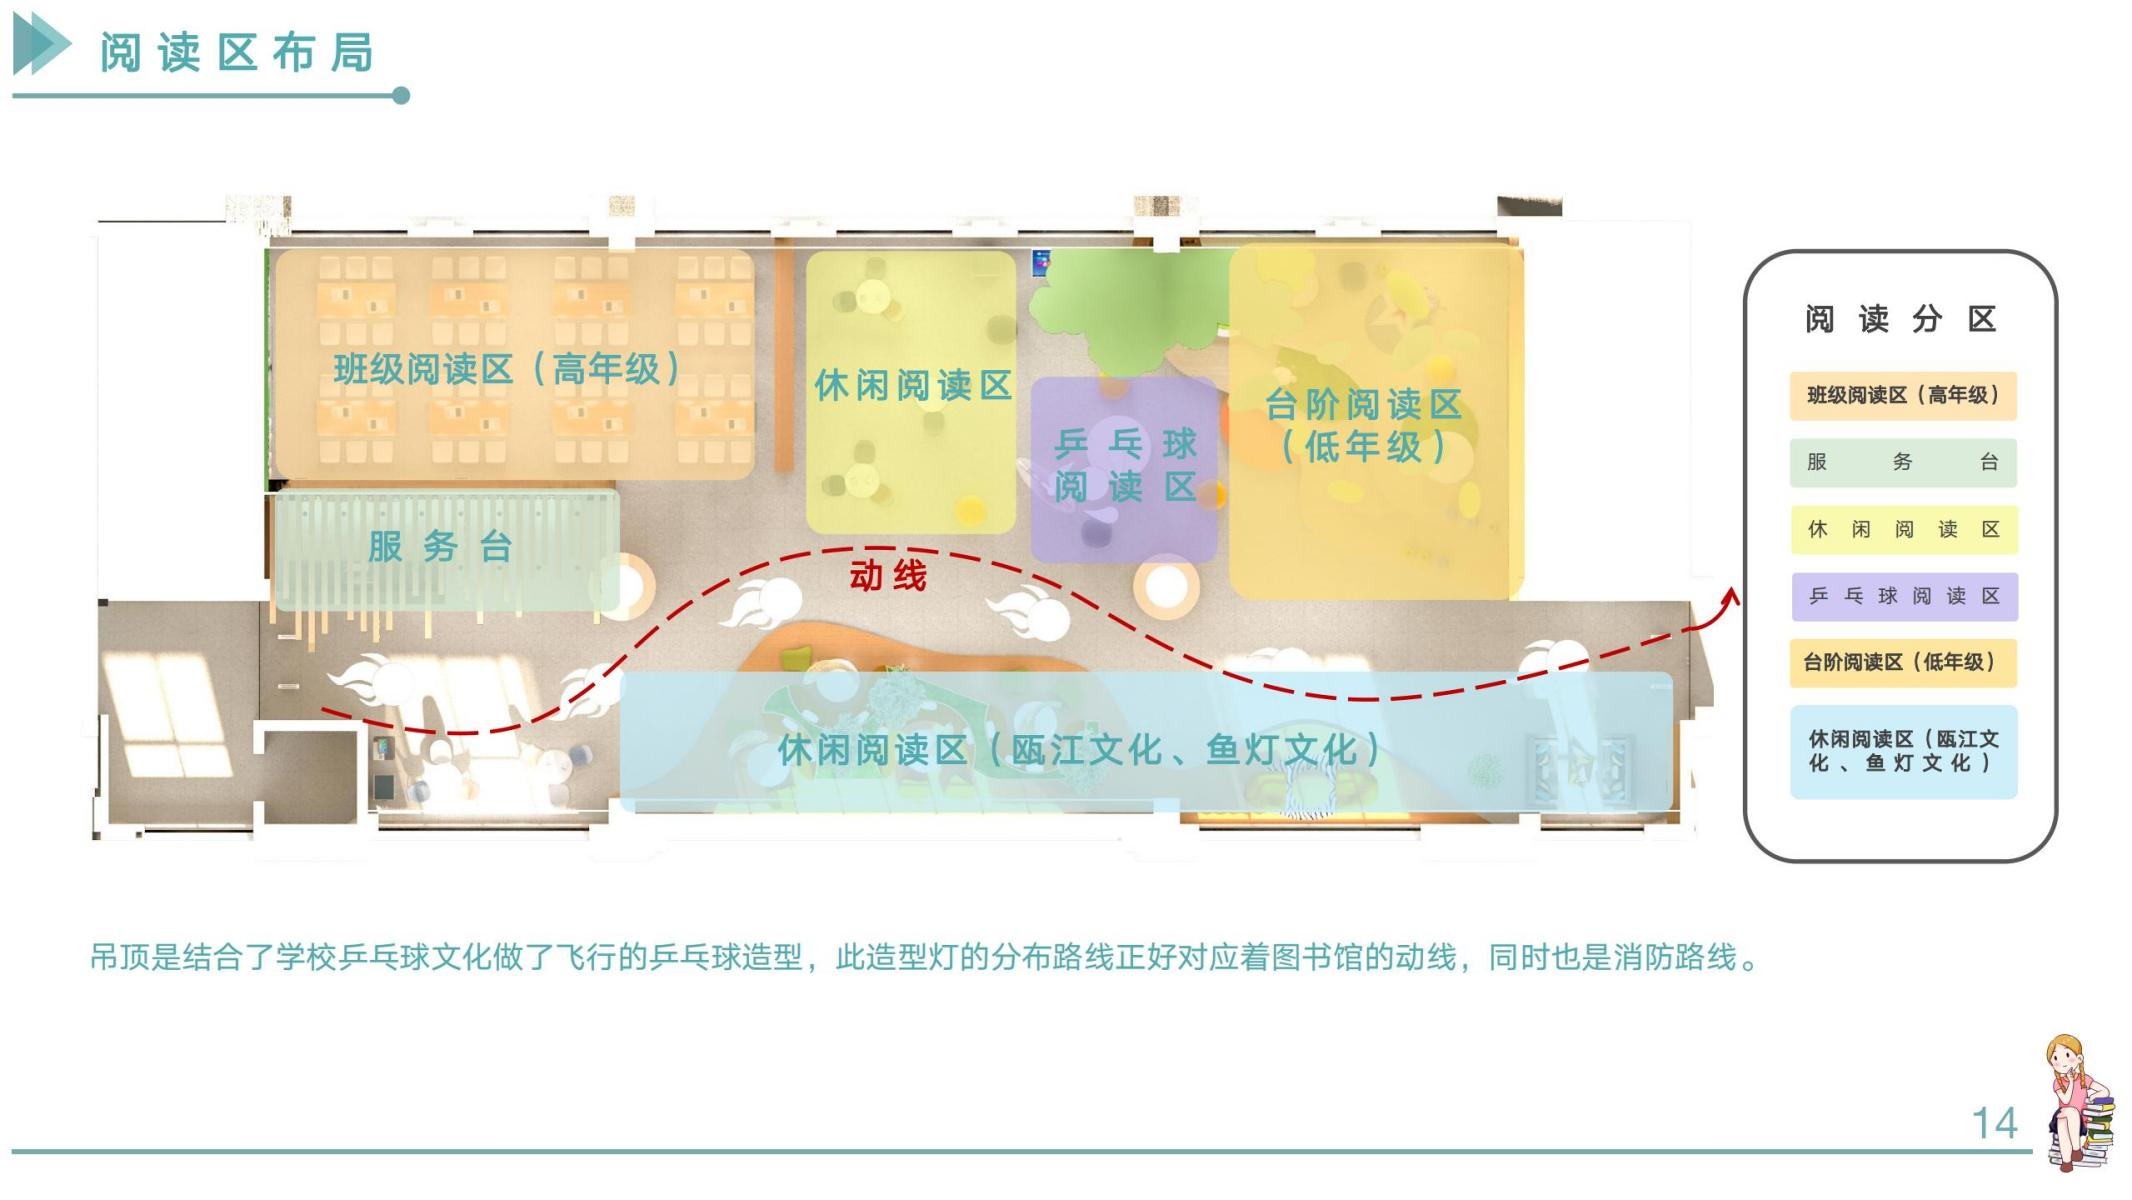 阅读区布局
班级阅读区（高年级）
休闲阅读区
乒乓球
阅读区
台阶阅读区
（低年级）
服务台
动线
休闲阅读区（瓯江文化、鱼灯文化）
阅读分区
班级阅读区（高年级）
服务台
休闲阅读区
乒乓球阅读区
台阶阅读区（低年级）
休闲阅读区（瓯江文
化、鱼灯文化）
吊顶是结合了学校乒乓球文化做了飞行的乒乓球造型，此造型灯的分布路线正好对应着图书馆的动线，同时也是消防路线。
14